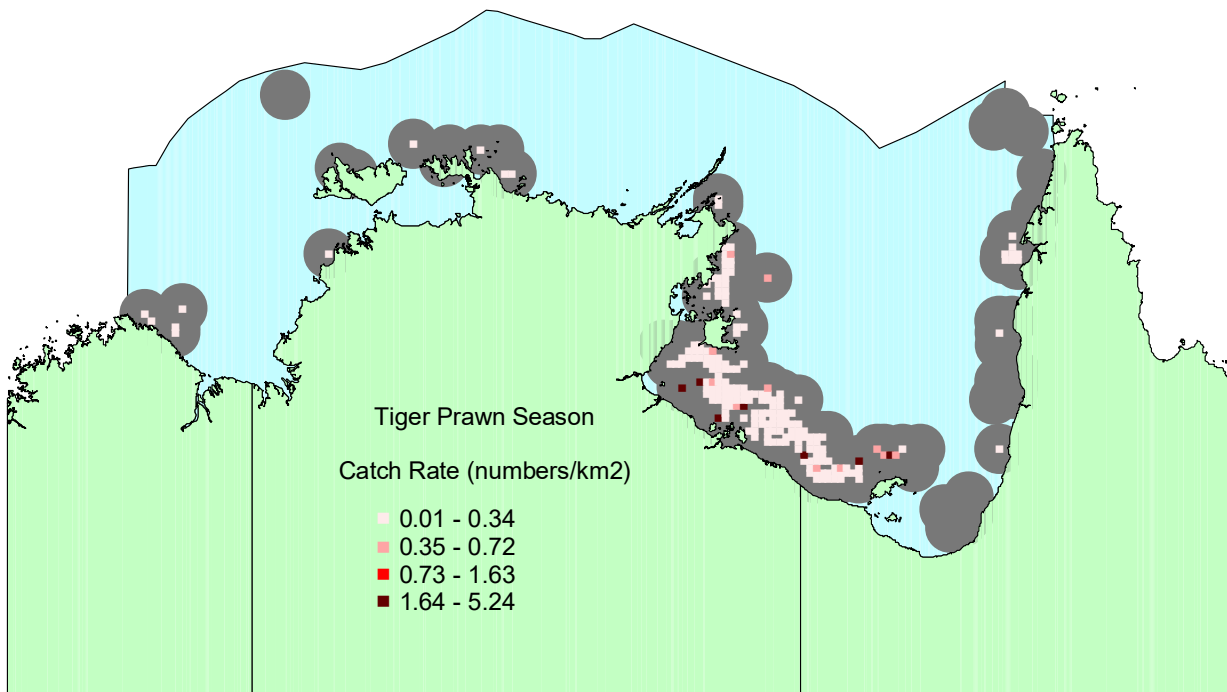 Tiger Prawn Season
Catch Rate (numbers/km2)
0.01 - 0.34
0.35 - 0.72
0.73 - 1.63
1.64 - 5.24